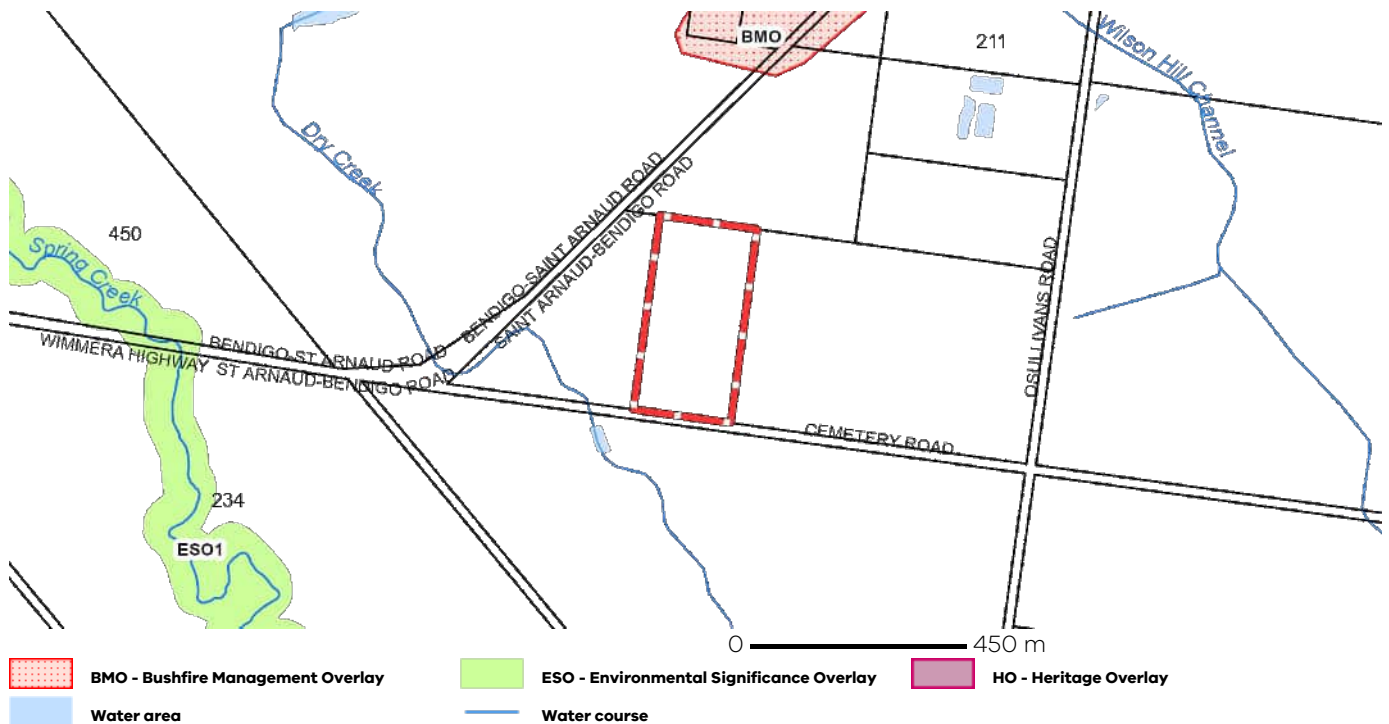 BMO
211
Wilson Hill Channel
Dry Creek
450
Spring Creek
BENDIGO-SAINT ARNAUD ROAD
SAINT ARNAUD-BENDIGO ROAD
OSULLIVANS ROAD
BENDIGO-ST ARNAUD ROAD
WIMMERA HIGHWAY ST ARNAUD-BENDIGO ROAD
CEMETERY ROAD
234
ESO1
0 450 m
BMO - Bushfire Management Overlay
ESO - Environmental Significance Overlay
HO - Heritage Overlay
Water area
Water course